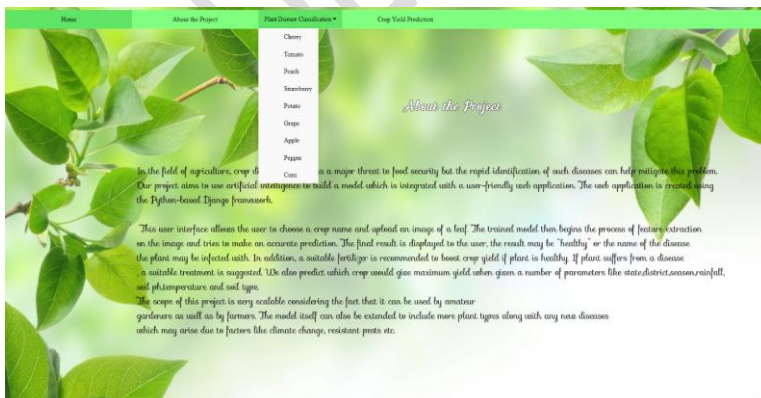 Home About the Project Plant Disease Classification ▾ Crop Yield Prediction
Cherry
Tomato
Peach
Strawberry
Potato
Grape
Apple
Pepper
Corn
About the Project
In the field of agriculture, crop di s a major threat to food security but the rapid identification of such diseases can help mitigate this problem.
Our project aims to use artificial intelligence to build a model which is integrated with a user-friendly web application. The web application is created using
the Python-based Django framework.
This user interface allows the user to choose a crop name and upload an image of a leaf. The trained model then begins the process of feature extraction
on the image and tries to make an accurate prediction. The final result is displayed to the user, the result may be "healthy" or the name of the disease
the plant may be infected with. In addition, a suitable fertilizer is recommended to boost crop yield if plant is healthy. If plant suffers from a disease
, a suitable treatment is suggested. We also predict which crop would give maximum yield when given a number of parameters like state,district,season,rainfall,
soil ph,temperature and soil type.
The scope of this project is very scalable considering the fact that it can be used by amateur
gardeners as well as by farmers. The model itself can also be extended to include more plant types along with any new diseases
which may arise due to factors like climate change, resistant pests etc.